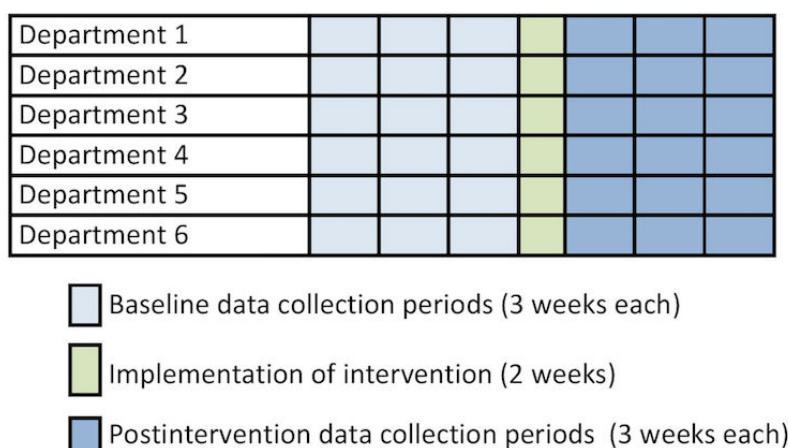 Department 1
Department 2
Department 3
Department 4
Department 5
Department 6
Baseline data collection periods (3 weeks each)
Implementation of intervention (2 weeks)
Postintervention data collection periods (3 weeks each)